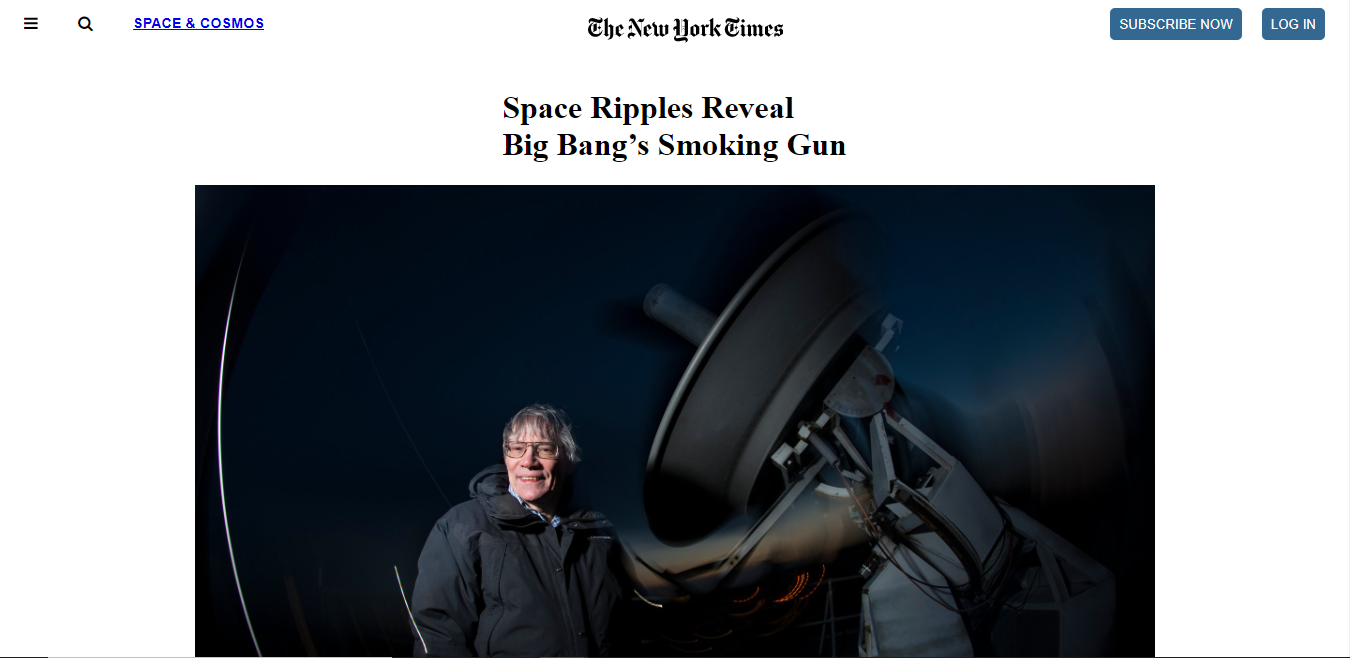 SPACE & COSMOS
The New York Times
SUBSCRIBE NOW
LOG IN
Space Ripples Reveal
Big Bang’s Smoking Gun